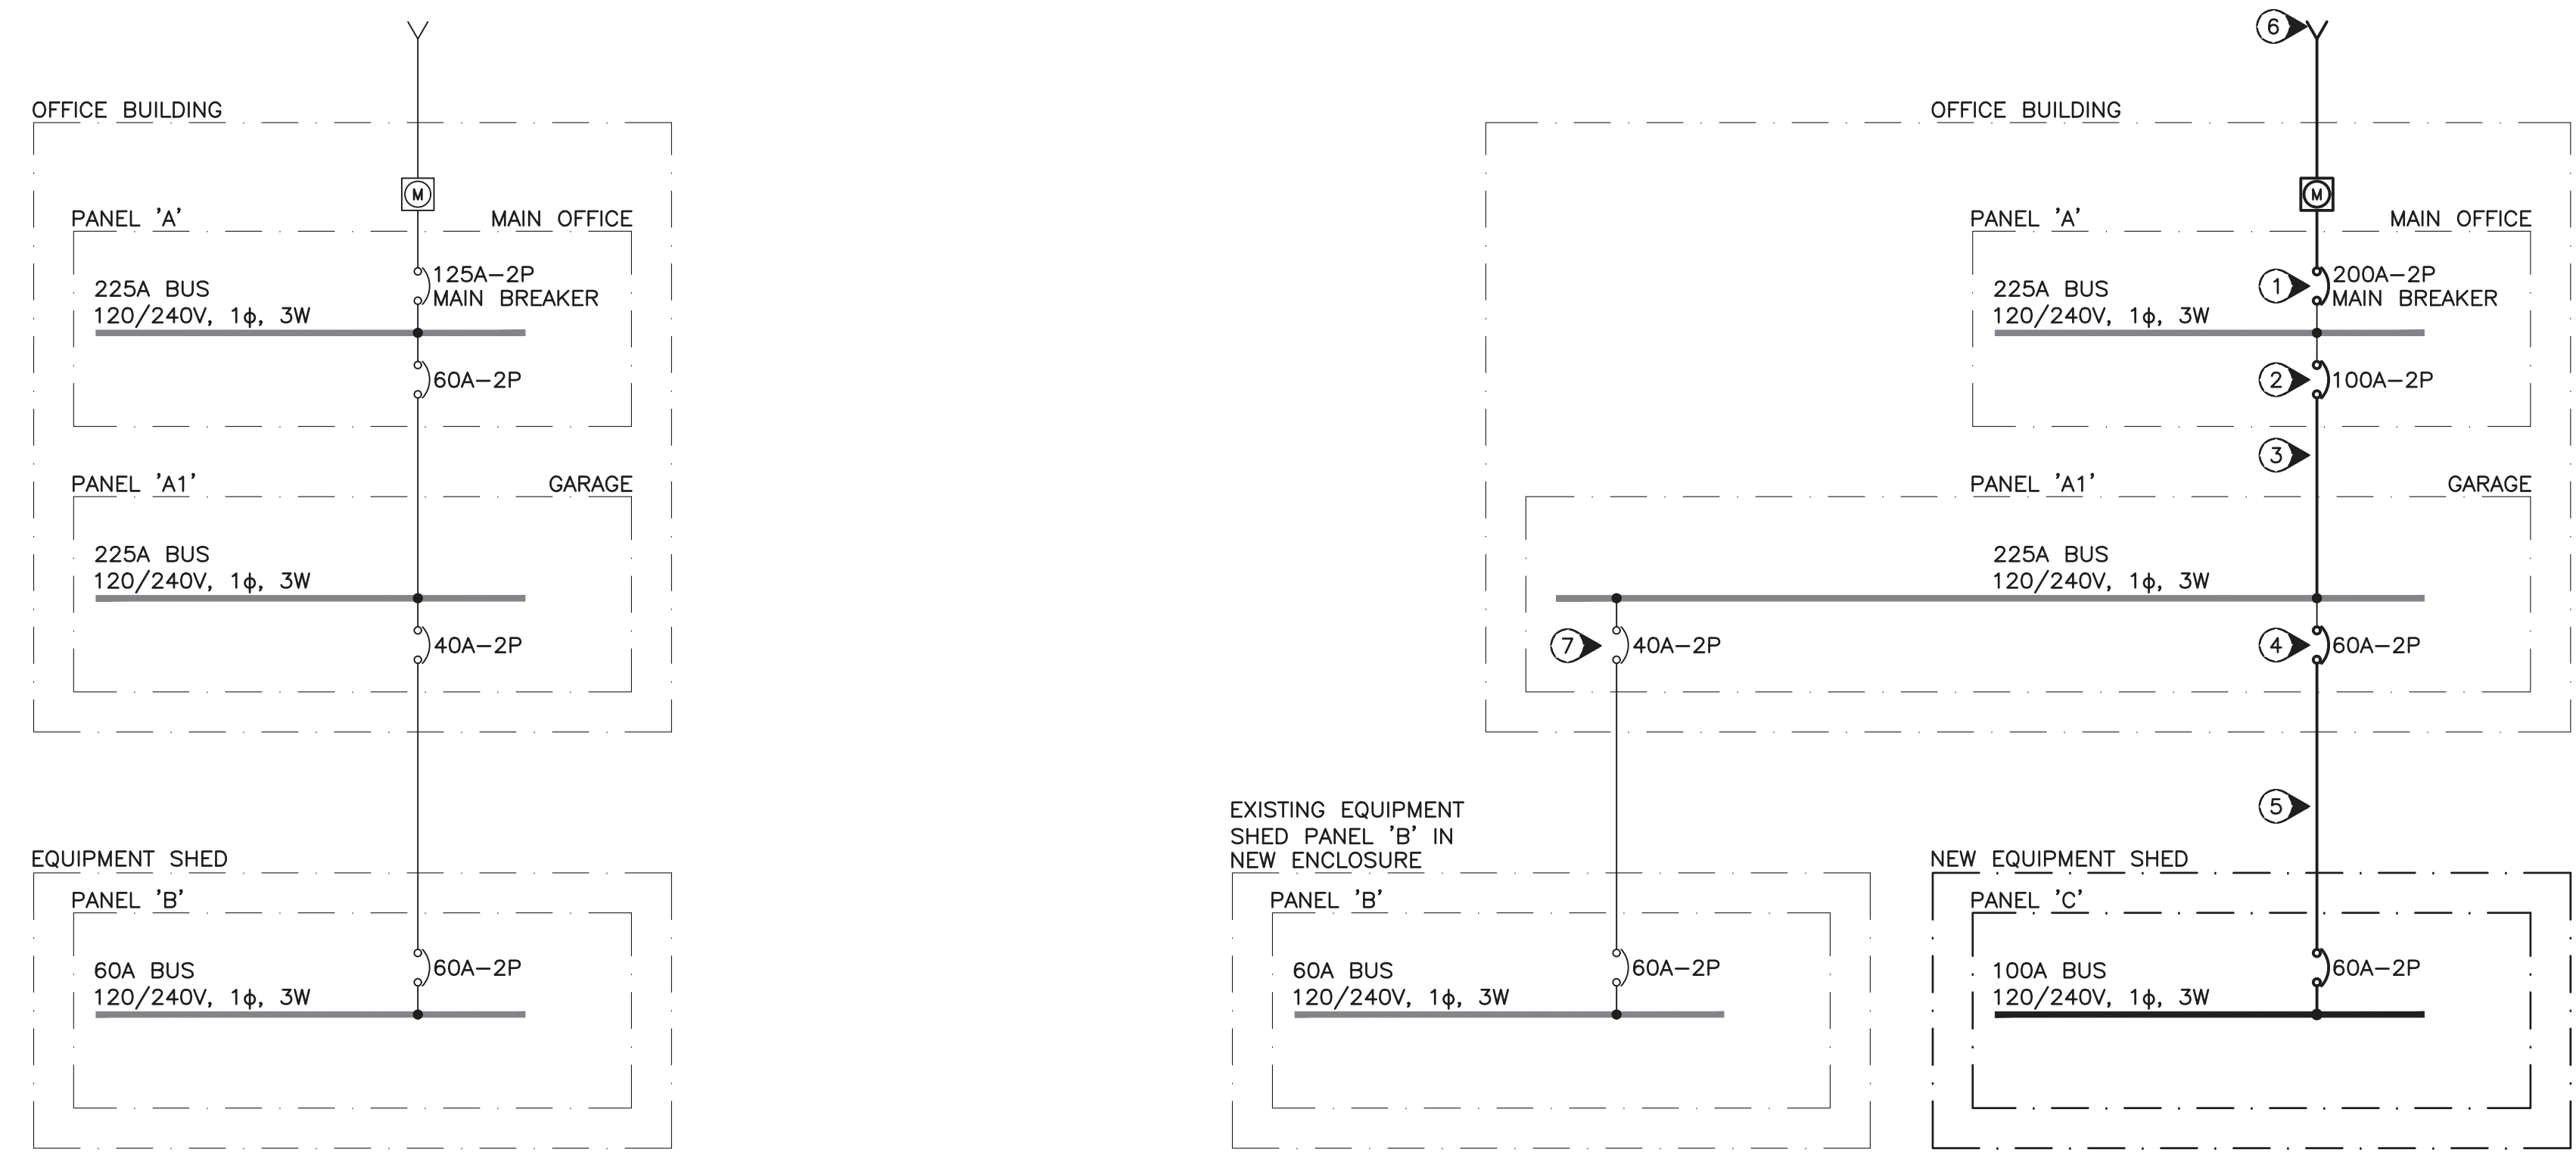 OFFICE BUILDING
M
PANEL 'A'
MAIN OFFICE
125A-2P
MAIN BREAKER
225A BUS
120/240V, 1ϕ, 3W
60A-2P
PANEL 'A1'
GARAGE
225A BUS
120/240V, 1ϕ, 3W
40A-2P
EQUIPMENT SHED
PANEL 'B'
60A BUS
120/240V, 1ϕ, 3W
60A-2P
6
OFFICE BUILDING
M
PANEL 'A'
MAIN OFFICE
1
200A-2P
MAIN BREAKER
225A BUS
120/240V, 1ϕ, 3W
2
100A-2P
3
PANEL 'A1'
GARAGE
225A BUS
120/240V, 1ϕ, 3W
7
40A-2P
4
60A-2P
5
EXISTING EQUIPMENT
SHED PANEL 'B' IN
NEW ENCLOSURE
PANEL 'B'
60A BUS
120/240V, 1ϕ, 3W
60A-2P
NEW EQUIPMENT SHED
PANEL 'C'
100A BUS
120/240V, 1ϕ, 3W
60A-2P